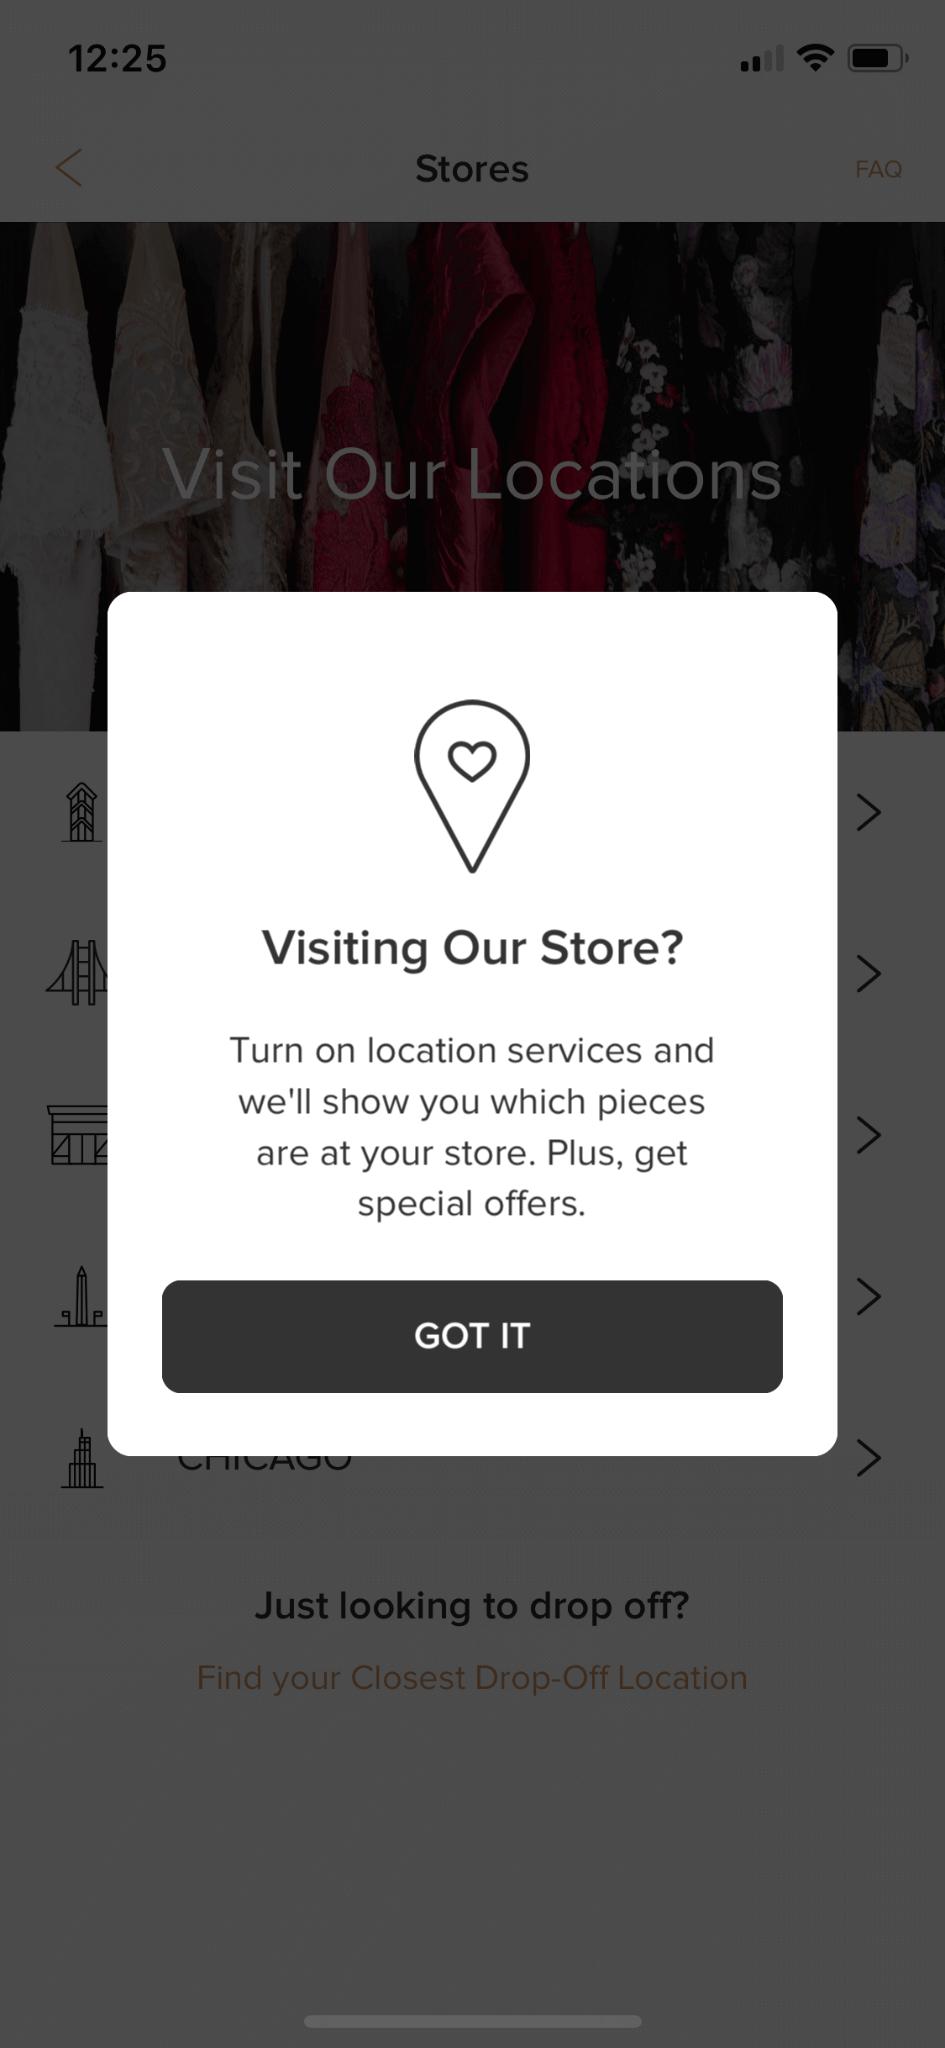 12:25
Stores
FAQ
Visit Our Locations
Visiting Our Store?
Turn on location services and
we'll show you which pieces
are at your store. Plus, get
special offers.
GOT IT
CHICAGO
Just looking to drop off?
Find your Closest Drop-Off Location